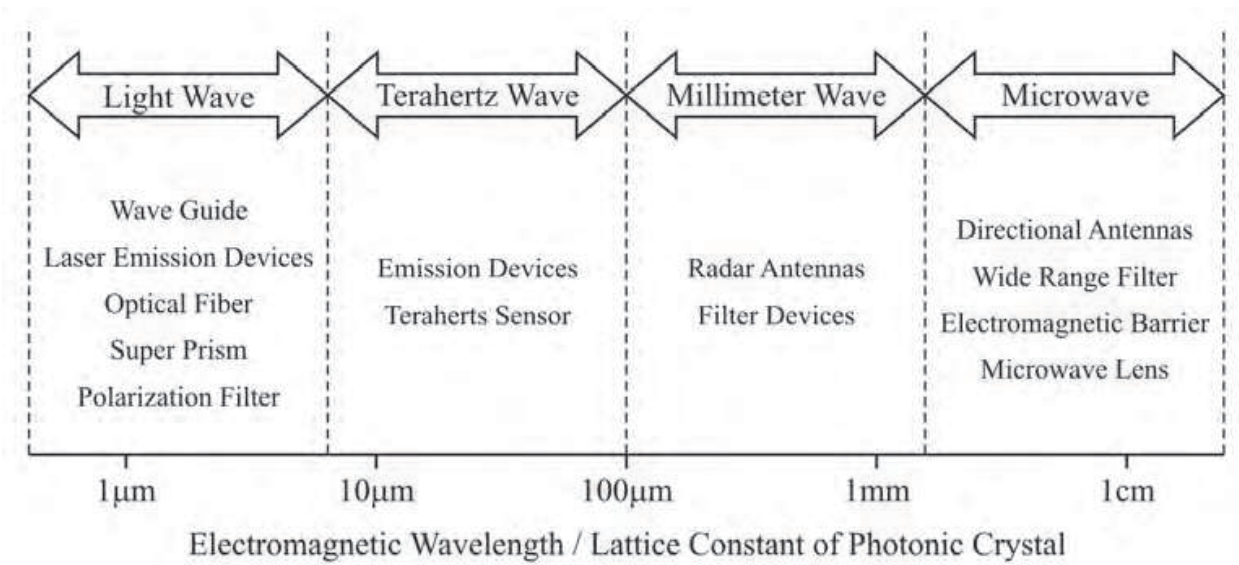 Light Wave
Terahertz Wave
Millimeter Wave
Microwave
Wave Guide
Laser Emission Devices
Optical Fiber
Super Prism
Polarization Filter
Emission Devices
Teraherts Sensor
Radar Antennas
Filter Devices
Directional Antennas
Wide Range Filter
Electromagnetic Barrier
Microwave Lens
1μm
10μm
100μm
1mm
1cm
Electromagnetic Wavelength / Lattice Constant of Photonic Crystal